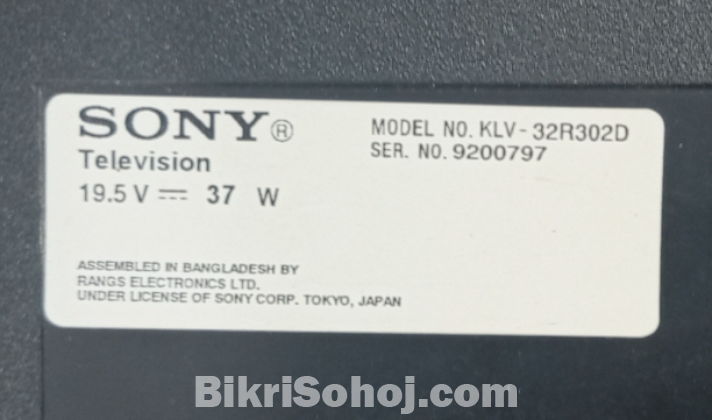 SONY®
Television
19.5 V ⎓ 37 W
MODEL NO. KLV-32R302D
SER. NO. 9200797
ASSEMBLED IN BANGLADESH BY
RANGS ELECTRONICS LTD.
UNDER LICENSE OF SONY CORP. TOKYO, JAPAN
BikriSohoj.com